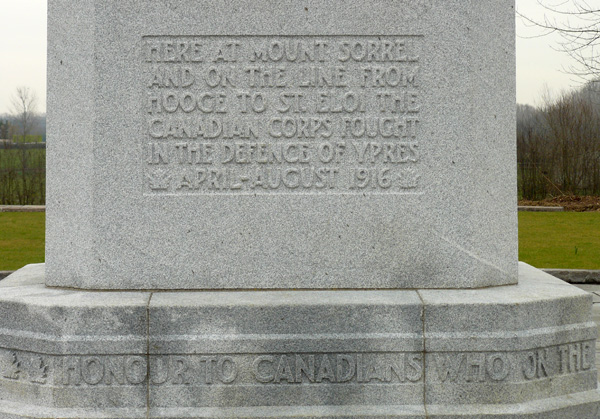 HERE AT MOUNT SORREL
AND ON THE LINE FROM
HOOGE TO ST. ELOI, THE
CANADIAN CORPS FOUGHT
IN THE DEFENCE OF YPRES
APRIL-AUGUST 1916
HONOUR TO CANADIANS WHO ON THE